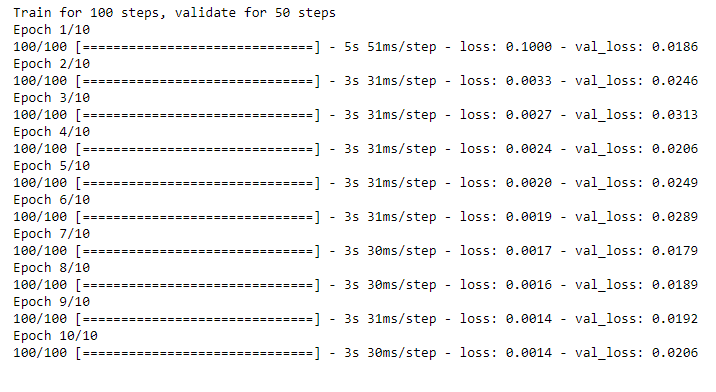 Train for 100 steps, validate for 50 steps
Epoch 1/10
100/100 [==============================] - 5s 51ms/step - loss: 0.1000 - val_loss: 0.0186
Epoch 2/10
100/100 [==============================] - 3s 31ms/step - loss: 0.0033 - val_loss: 0.0246
Epoch 3/10
100/100 [==============================] - 3s 31ms/step - loss: 0.0027 - val_loss: 0.0313
Epoch 4/10
100/100 [==============================] - 3s 31ms/step - loss: 0.0024 - val_loss: 0.0206
Epoch 5/10
100/100 [==============================] - 3s 31ms/step - loss: 0.0020 - val_loss: 0.0249
Epoch 6/10
100/100 [==============================] - 3s 31ms/step - loss: 0.0019 - val_loss: 0.0289
Epoch 7/10
100/100 [==============================] - 3s 30ms/step - loss: 0.0017 - val_loss: 0.0179
Epoch 8/10
100/100 [==============================] - 3s 30ms/step - loss: 0.0016 - val_loss: 0.0189
Epoch 9/10
100/100 [==============================] - 3s 31ms/step - loss: 0.0014 - val_loss: 0.0192
Epoch 10/10
100/100 [==============================] - 3s 30ms/step - loss: 0.0014 - val_loss: 0.0206